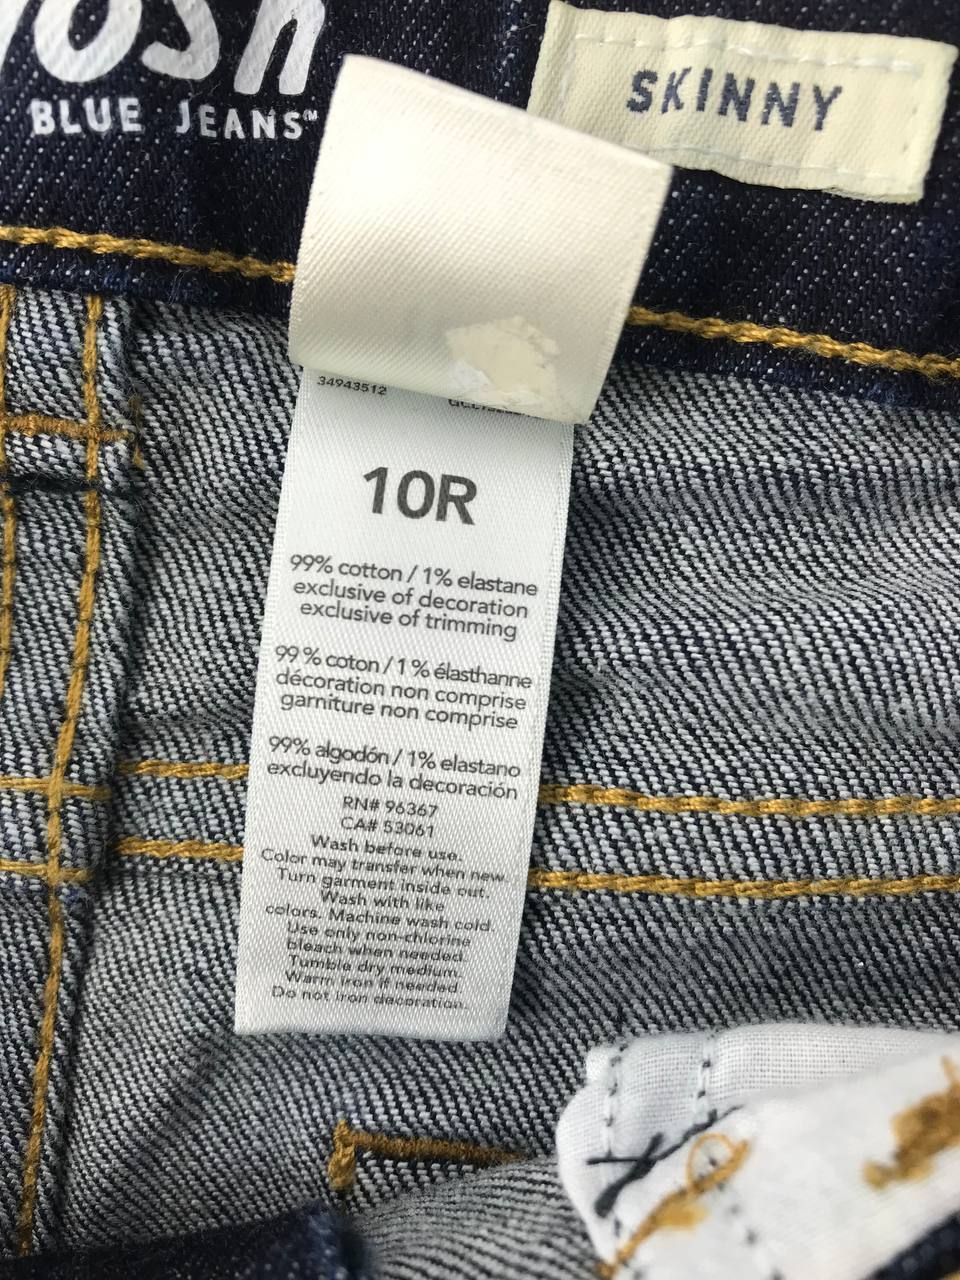 BLUE JEANS™
SKINNY
34943512
10R
99% cotton / 1% elastane
exclusive of decoration
exclusive of trimming
99 % coton / 1 % élasthanne
décoration non comprise
garniture non comprise
99% algodón / 1% elastano
excluyendo la decoración
RN# 96367
CA# 53061
Wash before use.
Color may transfer when new.
Turn garment inside out.
Wash with like
colors. Machine wash cold.
Use only non-chlorine
bleach when needed.
Tumble dry medium.
Warm iron if needed.
Do not iron decoration.